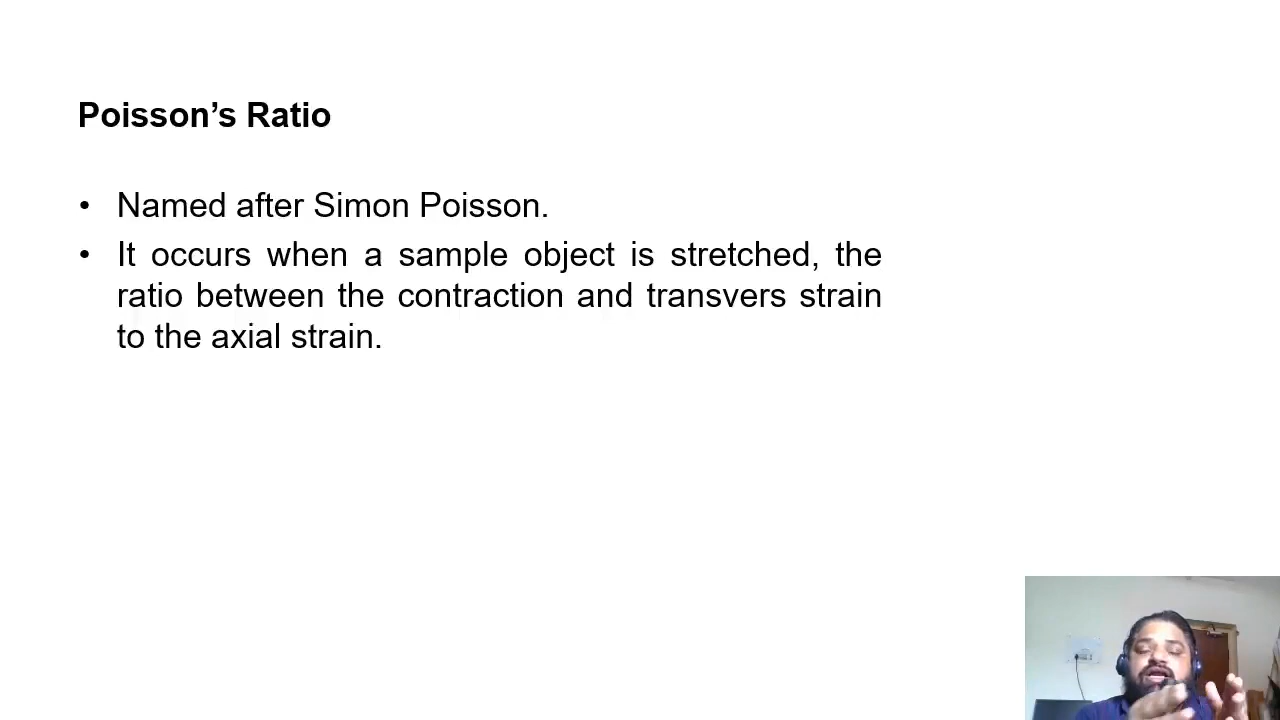 Poisson’s Ratio
• Named after Simon Poisson.
• It occurs when a sample object is stretched, the
ratio between the contraction and transvers strain
to the axial strain.